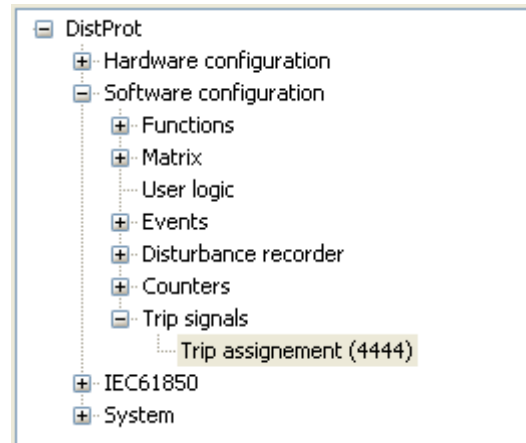 DistProt
Hardware configuration
Software configuration
Functions
Matrix
User logic
Events
Disturbance recorder
Counters
Trip signals
Trip assignement (4444)
IEC61850
System